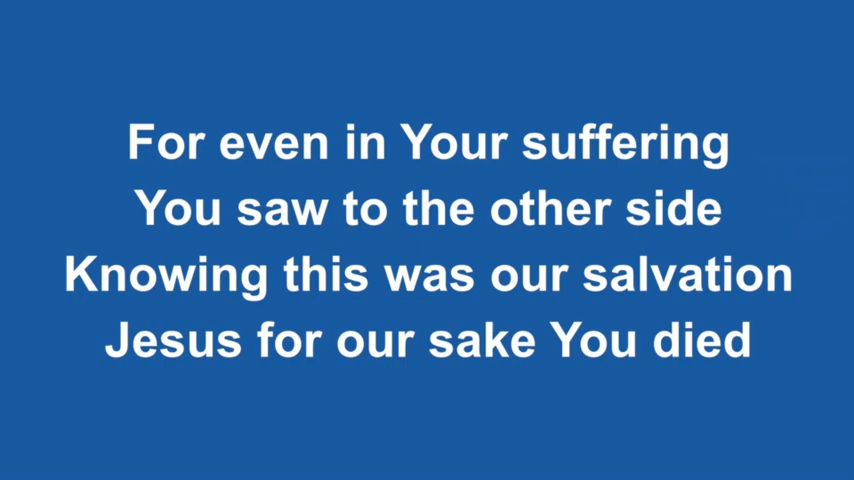 For even in Your suffering
You saw to the other side
Knowing this was our salvation
Jesus for our sake You died